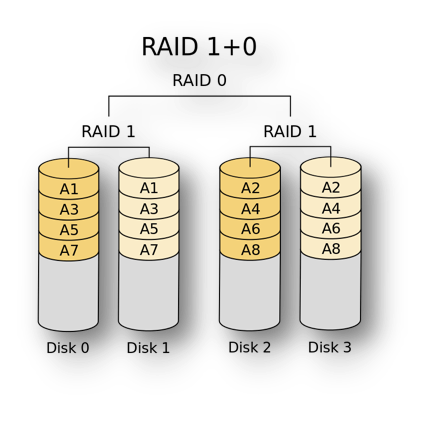 RAID 1+0
RAID 0
RAID 1 RAID 1
A1 A1 A2 A2
A3 A3 A4 A4
A5 A5 A6 A6
A7 A7 A8 A8
Disk 0 Disk 1 Disk 2 Disk 3